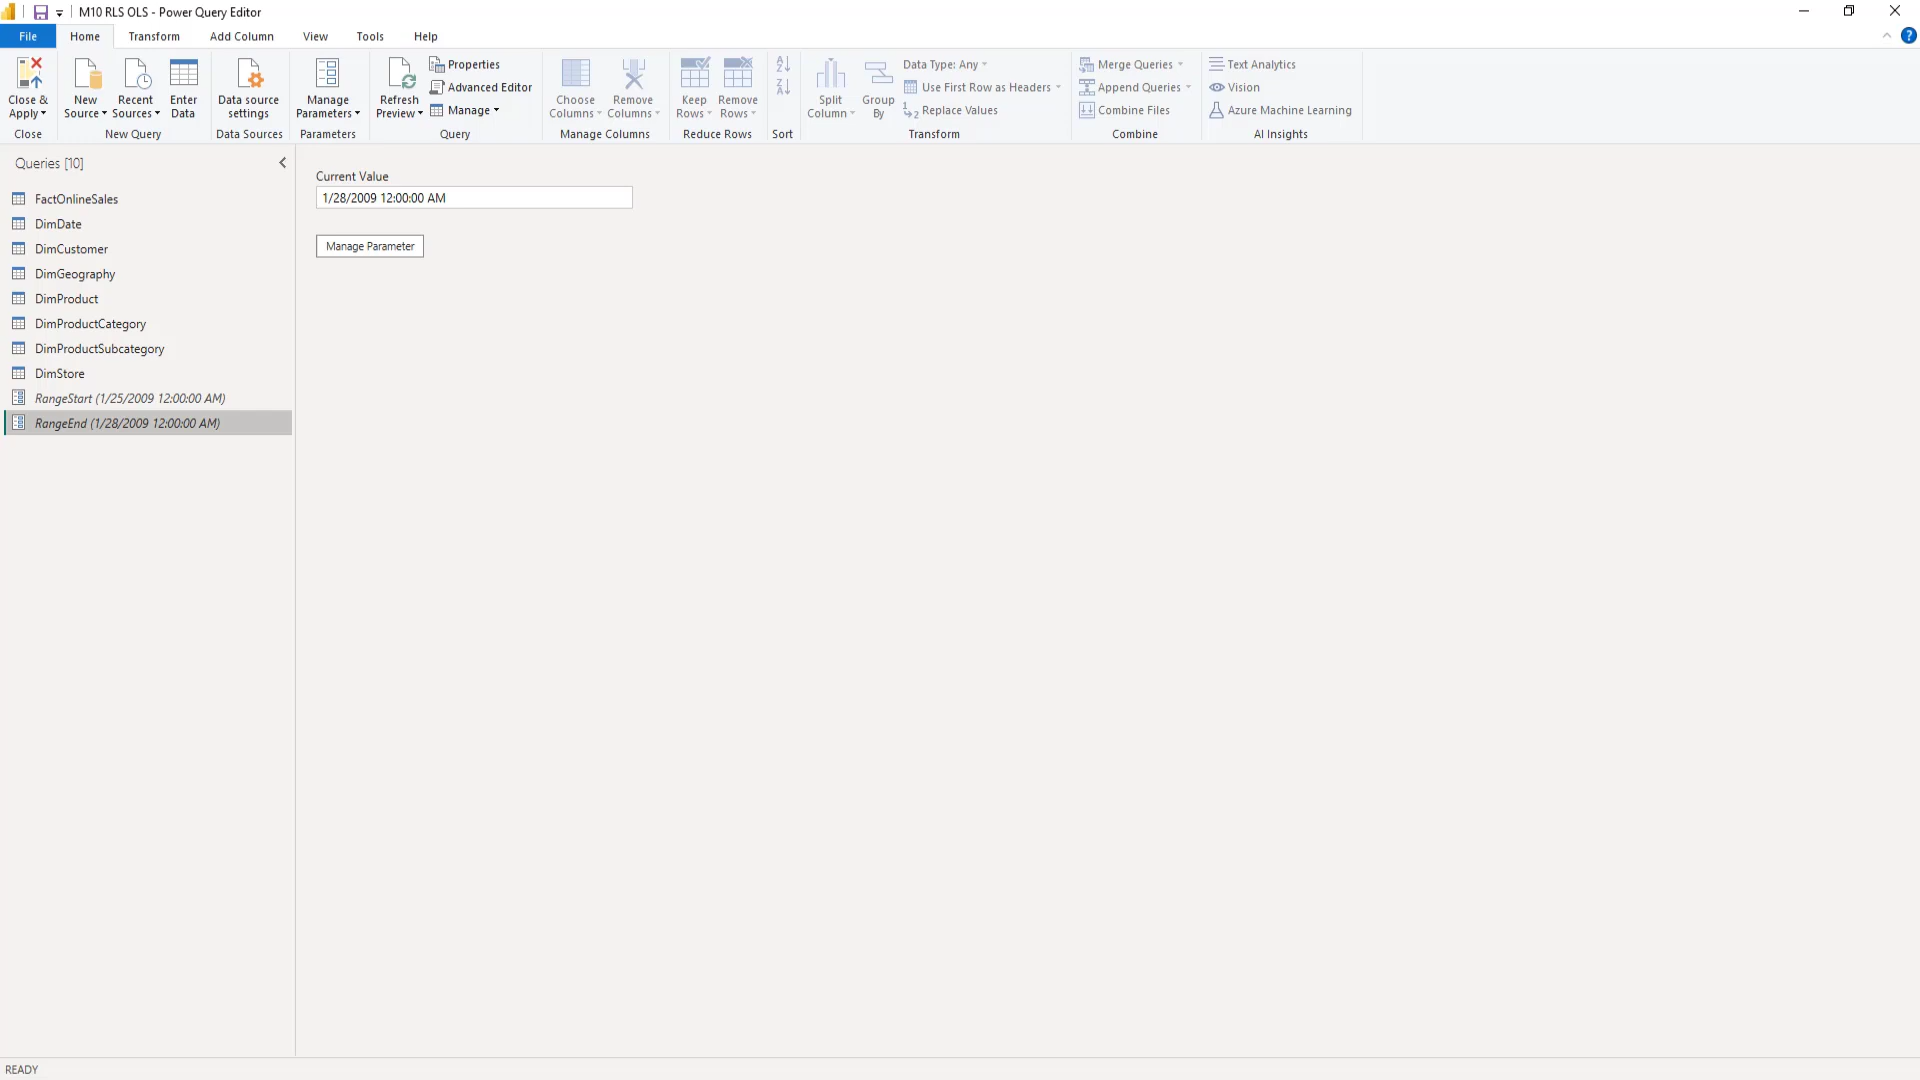 M10 RLS OLS - Power Query Editor
File
Home
Transform
Add Column
View
Tools
Help
?
Close &
Apply
Close
New
Source
Recent
Sources
Enter
Data
New Query
Data source
settings
Data Sources
Manage
Parameters
Parameters
Refresh
Preview
Properties
Advanced Editor
Manage
Query
Choose
Columns
Remove
Columns
Manage Columns
Keep
Rows
Remove
Rows
Reduce Rows
A
Z
Z
A
Sort
Split
Column
Group
By
Data Type: Any
Use First Row as Headers
1
2
Replace Values
Transform
Merge Queries
Append Queries
Combine Files
Combine
Text Analytics
Vision
Azure Machine Learning
AI Insights
Queries [10]
FactOnlineSales
DimDate
DimCustomer
DimGeography
DimProduct
DimProductCategory
DimProductSubcategory
DimStore
RangeStart (1/25/2009 12:00:00 AM)
RangeEnd (1/28/2009 12:00:00 AM)
Current Value
1/28/2009 12:00:00 AM
Manage Parameter
READY